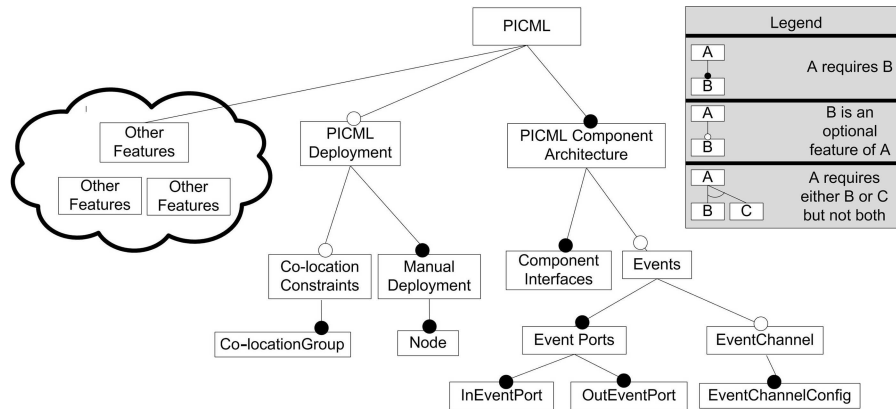 PICML
Legend
A
B
A requires B
A
B
B is an
optional
feature of A
A
B
C
A requires
either B or C
but not both
Other
Features
Other
Features
Other
Features
PICML
Deployment
PICML Component
Architecture
Co-location
Constraints
Manual
Deployment
Component
Interfaces
Events
Co-locationGroup
Node
Event Ports
EventChannel
InEventPort
OutEventPort
EventChannelConfig